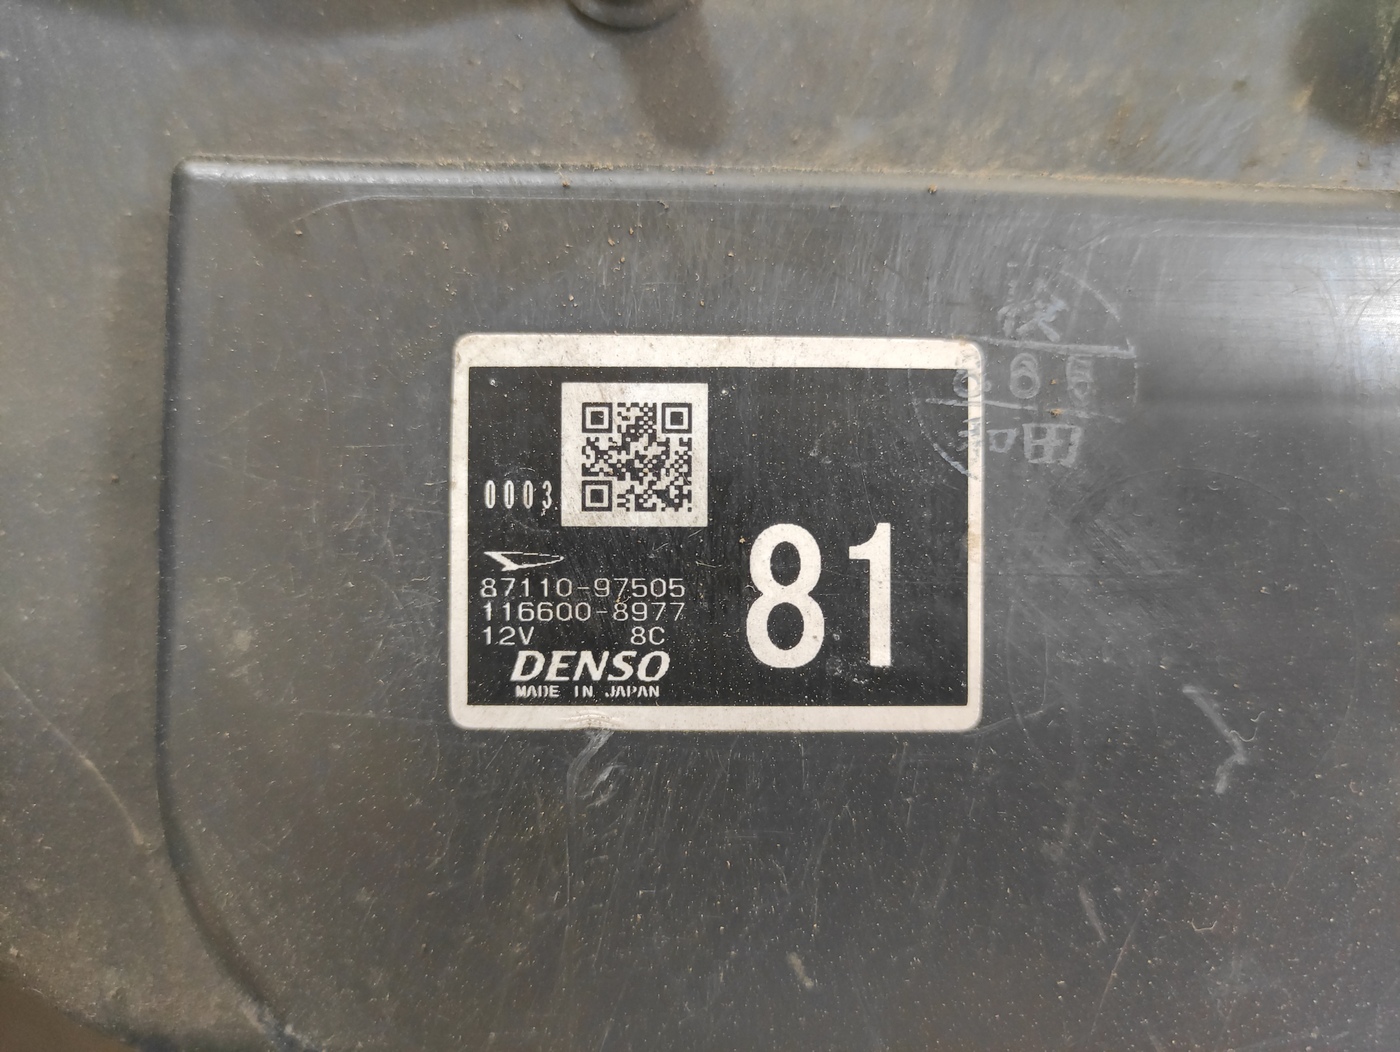 0003
81
87110-97505
116600-8977
12V 8C
DENSO
MADE IN JAPAN